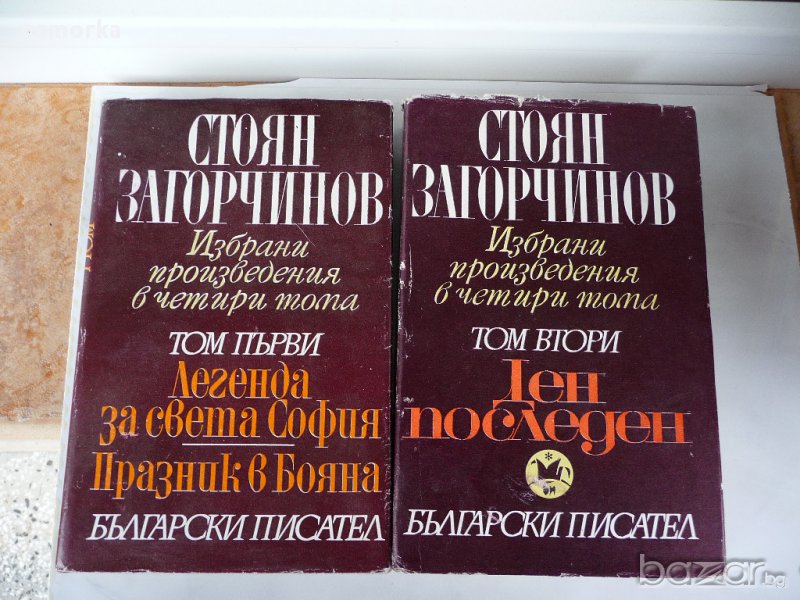 comorka
СТОЯН
ЗАГОРЧИНОВ
Избрани
произведения
в четири тома
ТОМ ПЪРВИ
Легенда
за света София
Празник в Бояна
БЪЛГАРСКИ ПИСАТЕЛ
СТОЯН
ЗАГОРЧИНОВ
Избрани
произведения
в четири тома
ТОМ ВТОРИ
Ден
последен
БЪЛГАРСКИ ПИСАТЕЛ
bazar.bg